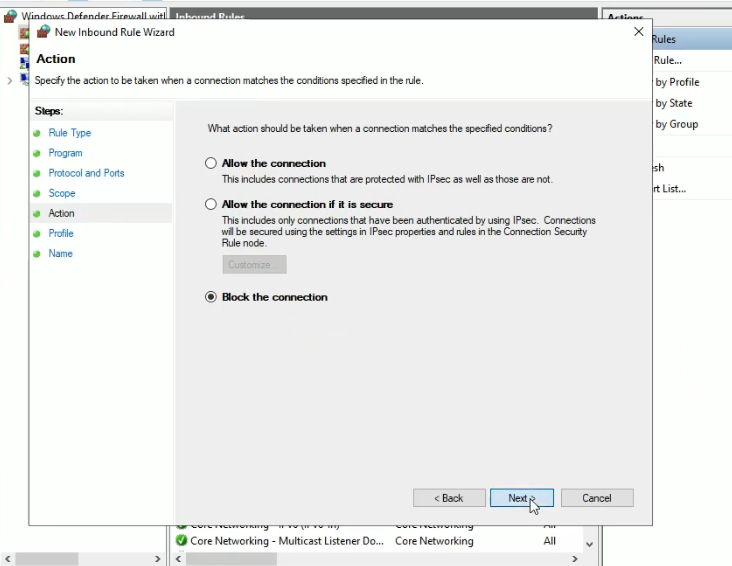 Windows Defender Firewall wit
Inbound Rules
Actions
New Inbound Rule Wizard
Action
Specify the action to be taken when a connection matches the conditions specified in the rule.
Steps:
Rule Type
Program
Protocol and Ports
Scope
Action
Profile
Name
What action should be taken when a connection matches the specified conditions?
Allow the connection
This includes connections that are protected with IPsec as well as those are not.
Allow the connection if it is secure
This includes only connections that have been authenticated by using IPsec. Connections
will be secured using the settings in IPsec properties and rules in the Connection Security
Rule node.
Customize...
Block the connection
< Back
Next >
Cancel
Rules
Rule...
by Profile
by State
by Group
esh
rt List...
Core Networking - IPv6 (IPv6-In) Core Networking All
Core Networking - Multicast Listener Do... Core Networking All